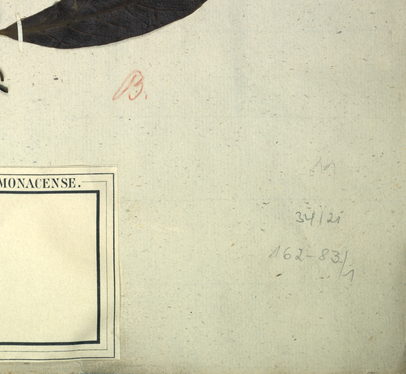 B.
MONACENSE.
34/21
162-83/1